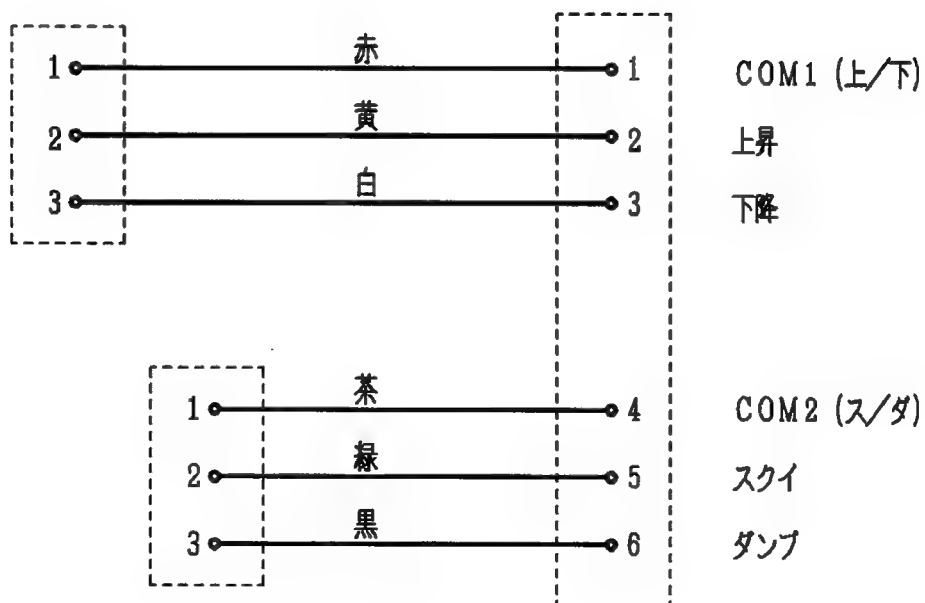 赤
1 1 COM1 (上/下)
黄
2 2 上昇
白
3 3 下降
茶
1 4 COM2 (ス/ダ)
緑
2 5 スクイ
黒
3 6 ダンプ